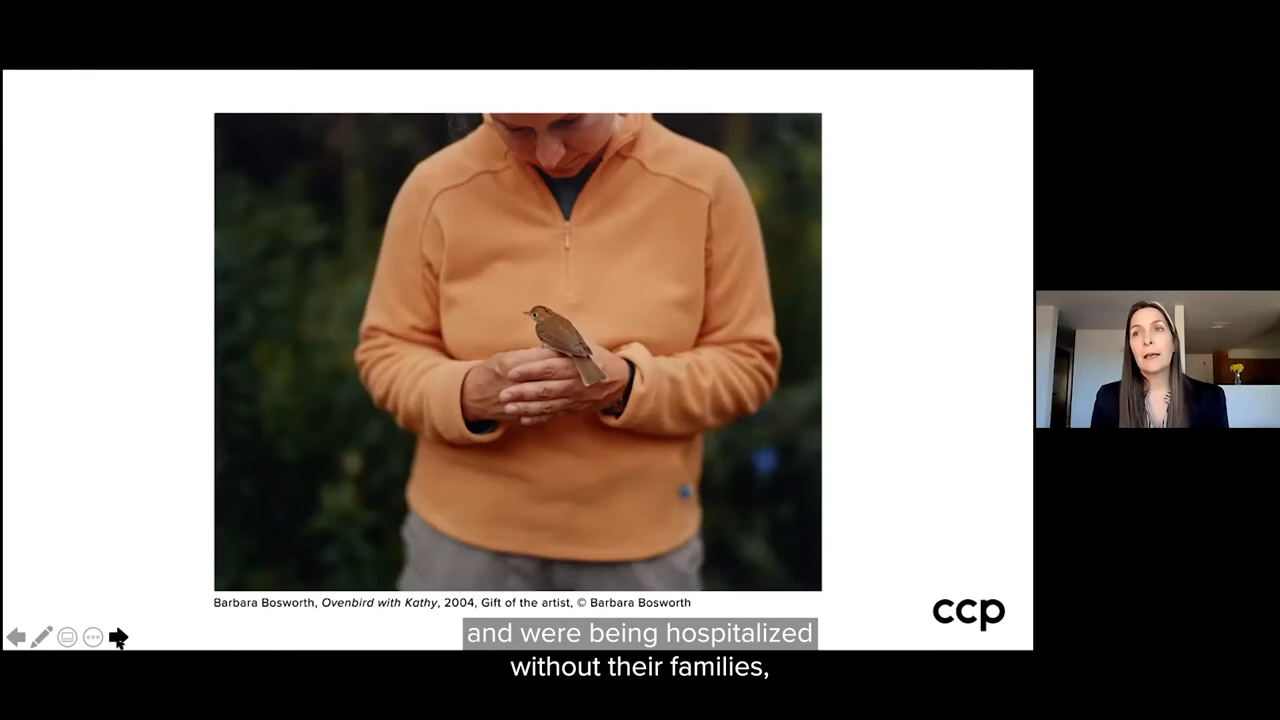 Barbara Bosworth, Ovenbird with Kathy, 2004, Gift of the artist, © Barbara Bosworth
ccp
and were being hospitalized
without their families,